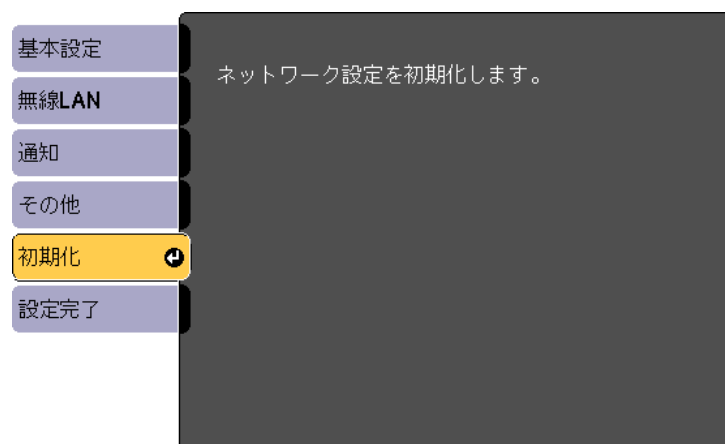 基本設定
無線LAN
通知
その他
初期化
設定完了
ネットワーク設定を初期化します。